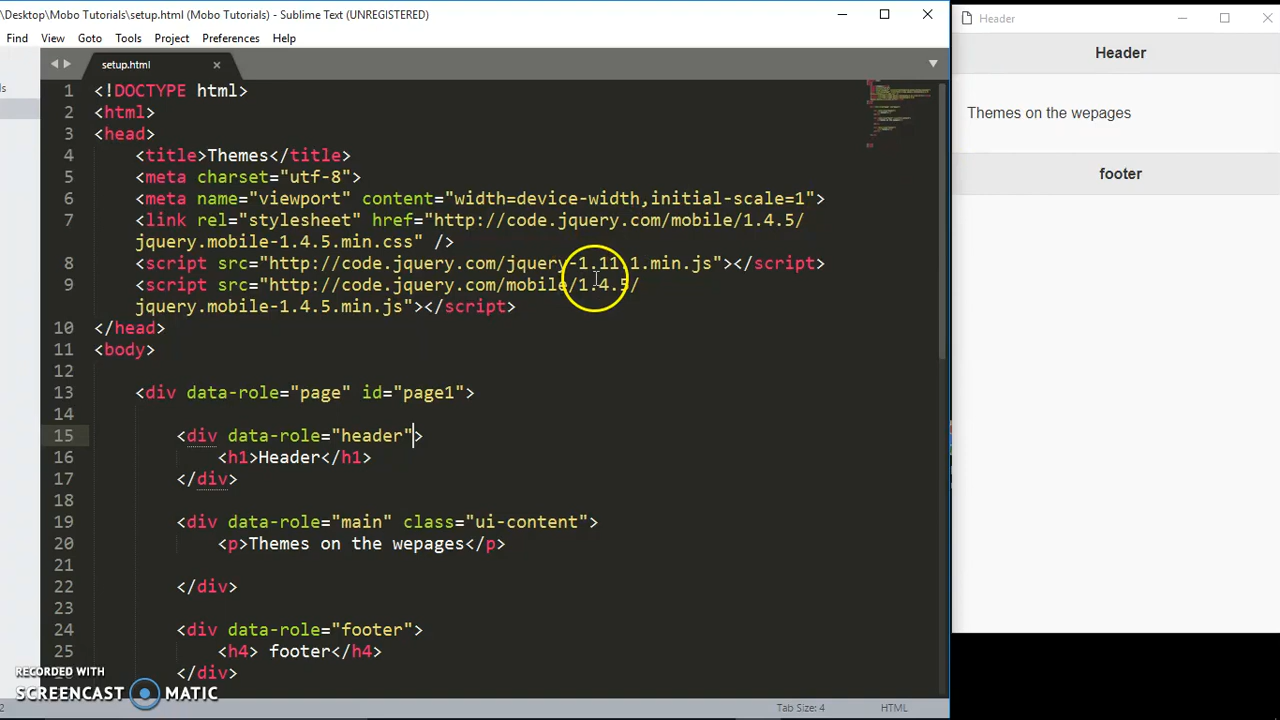 \Desktop\Mobo Tutorials\setup.html (Mobo Tutorials) - Sublime Text (UNREGISTERED)
Find View Goto Tools Project Preferences Help
setup.html
1 <!DOCTYPE html>
2 <html>
3 <head>
4 <title>Themes</title>
5 <meta charset="utf-8">
6 <meta name="viewport" content="width=device-width,initial-scale=1">
7 <link rel="stylesheet" href="http://code.jquery.com/mobile/1.4.5/
jquery.mobile-1.4.5.min.css" />
8 <script src="http://code.jquery.com/jquery-1.11.1.min.js"></script>
9 <script src="http://code.jquery.com/mobile/1.4.5/
jquery.mobile-1.4.5.min.js"></script>
10 </head>
11 <body>
12
13 <div data-role="page" id="page1">
14
15 <div data-role="header">
16 <h1>Header</h1>
17 </div>
18
19 <div data-role="main" class="ui-content">
20 <p>Themes on the wepages</p>
21
22 </div>
23
24 <div data-role="footer">
25 <h4> footer</h4>
</div>
RECORDED WITH
SCREENCAST MATIC
Tab Size: 4 HTML
Header
Header
Themes on the wepages
footer